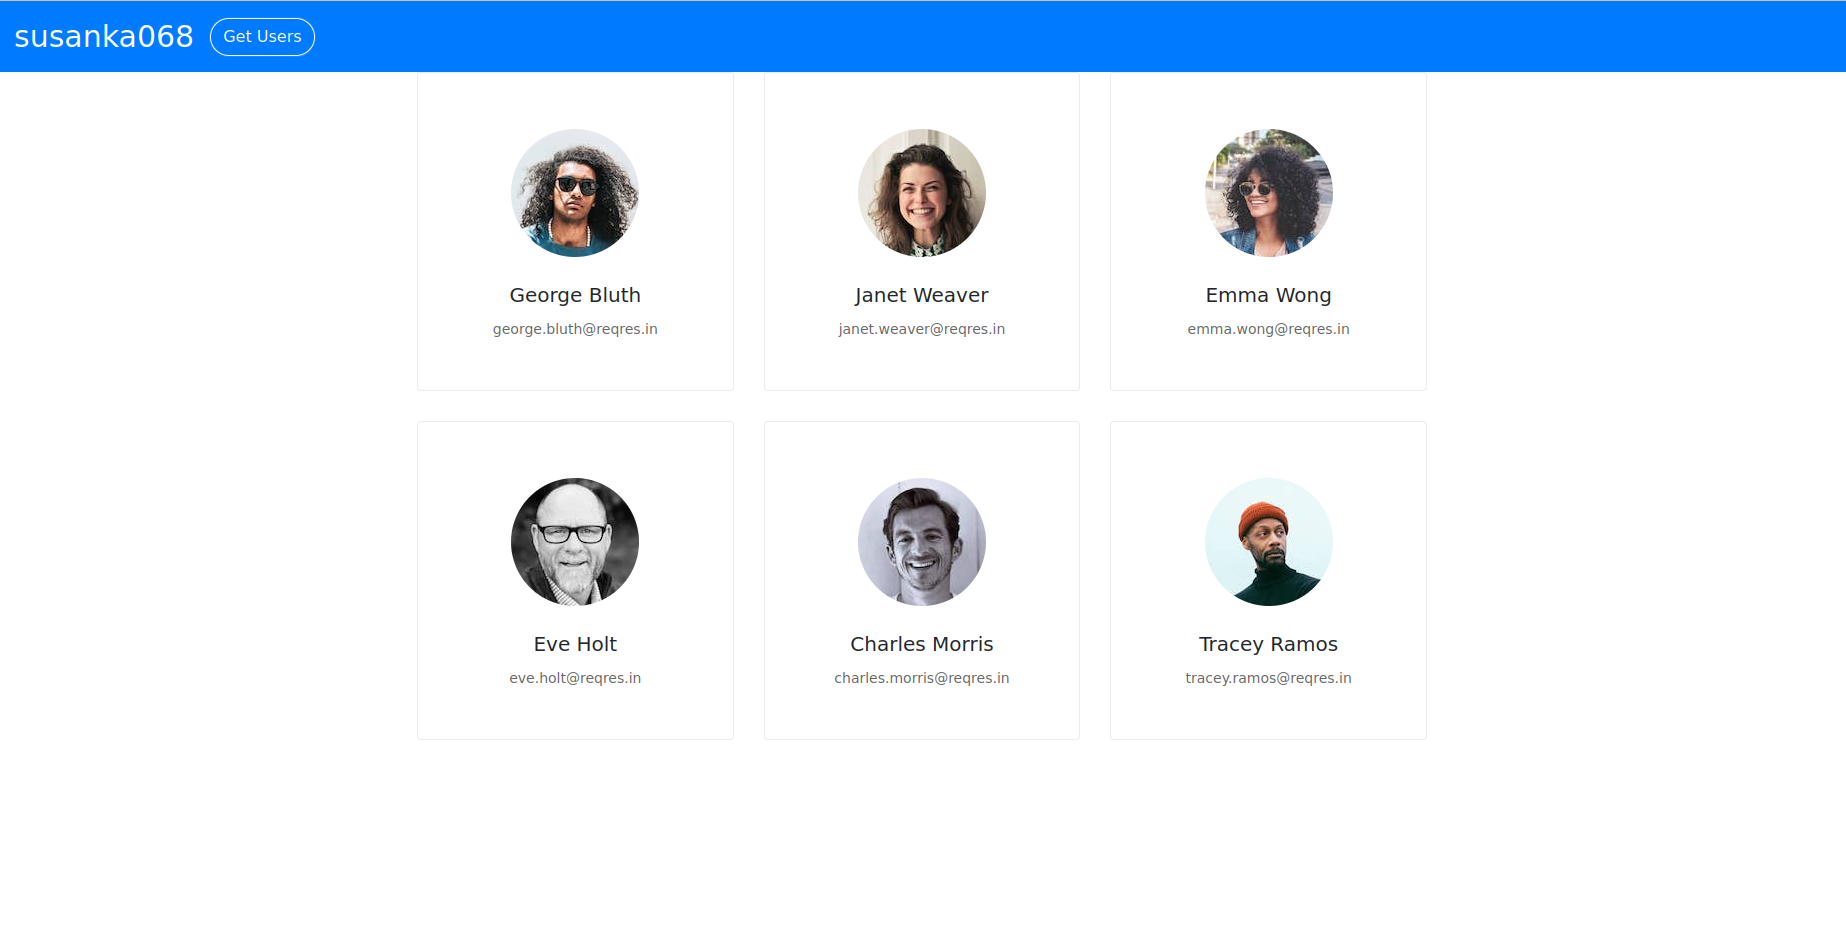 susanka068 Get Users
George Bluth
george.bluth@reqres.in
Janet Weaver
janet.weaver@reqres.in
Emma Wong
emma.wong@reqres.in
Eve Holt
eve.holt@reqres.in
Charles Morris
charles.morris@reqres.in
Tracey Ramos
tracey.ramos@reqres.in